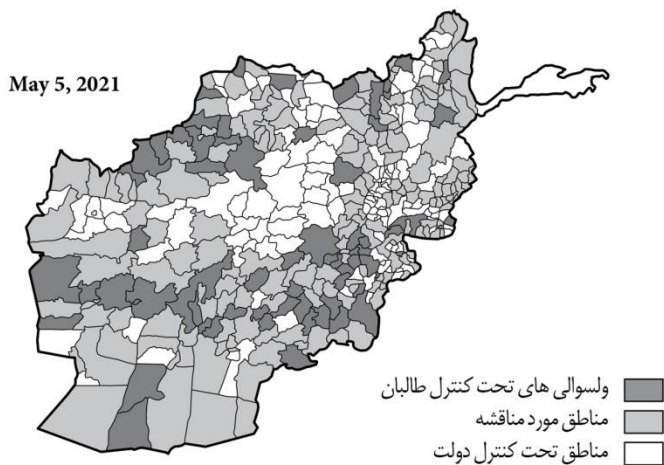 May 5, 2021
ولسوالی های تحت کنترل طالبان
مناطق مورد مناقشه
مناطق تحت کنترل دولت